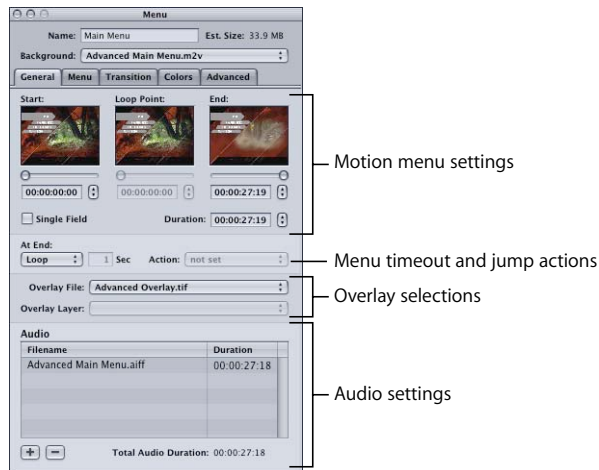 Menu
Name: Main Menu Est. Size: 33.9 MB
Background: Advanced Main Menu.m2v
General Menu Transition Colors Advanced
Start: Loop Point: End:
00:00:00:00 00:00:00:00 00:00:27:19
Single Field Duration: 00:00:27:19
Motion menu settings
At End:
Loop 1 Sec Action: not set
Menu timeout and jump actions
Overlay File: Advanced Overlay.tif
Overlay Layer:
Overlay selections
Audio
Filename Duration
Advanced Main Menu.aiff 00:00:27:18
Audio settings
+ − Total Audio Duration: 00:00:27:18